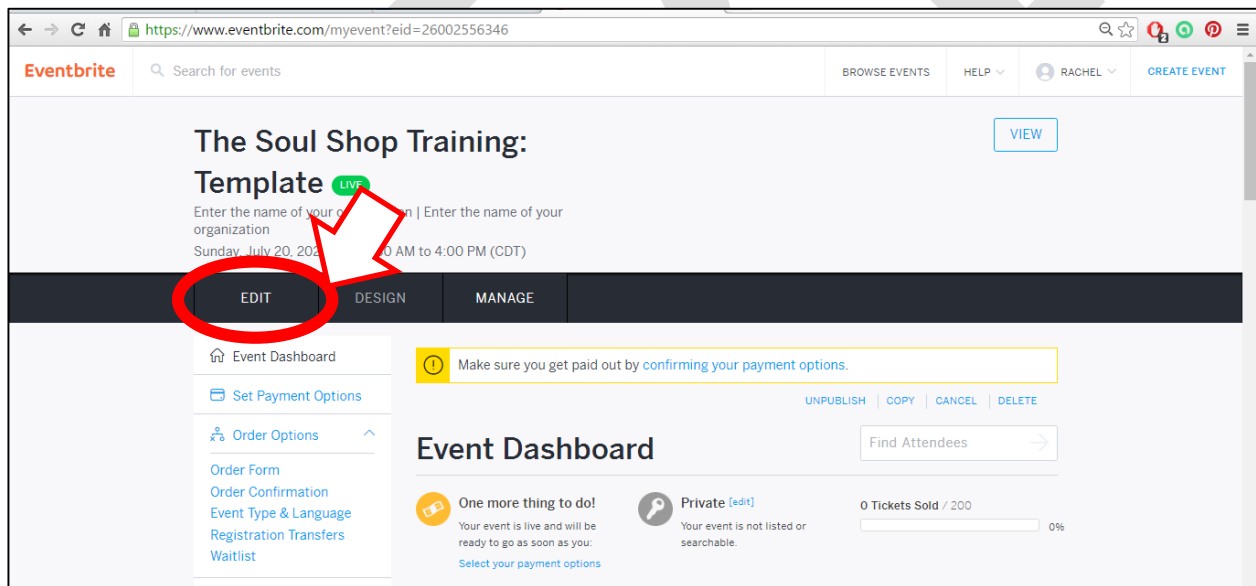 https://www.eventbrite.com/myevent?eid=26002556346
2
Eventbrite
Search for events
BROWSE EVENTS
HELP
RACHEL
CREATE EVENT
The Soul Shop Training:
Template LIVE
VIEW
Enter the name of your | Enter the name of your
organization
Sunday, July 20, AM to 4:00 PM (CDT)
EDIT
DESIGN
MANAGE
Event Dashboard
Set Payment Options
Order Options
Order Form
Order Confirmation
Event Type & Language
Registration Transfers
Waitlist
Make sure you get paid out by confirming your payment options.
UNPUBLISH | COPY | CANCEL | DELETE
Event Dashboard
Find Attendees
One more thing to do!
Your event is live and will be
ready to go as soon as you:
Select your payment options
Private [edit]
Your event is not listed or
searchable.
0 Tickets Sold / 200
0%